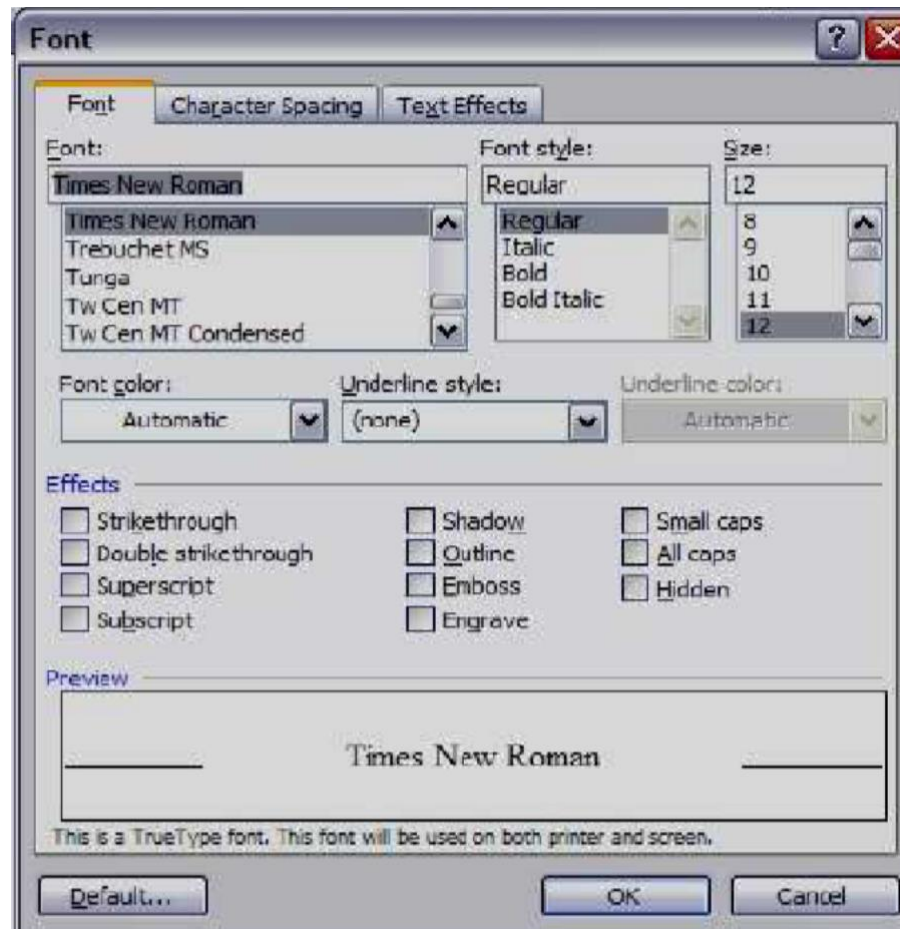 Font
Font Character Spacing Text Effects
Font: Font style: Size:
Times New Roman Regular 12
Times New Roman Regular 8
Trebuchet MS Italic 9
Tunga Bold 10
Tw Cen MT Bold Italic 11
Tw Cen MT Condensed 12
Font color: Underline style: Underline color:
Automatic (none) Automatic
Effects
Strikethrough Shadow Small caps
Double strikethrough Outline All caps
Superscript Emboss Hidden
Subscript Engrave
Preview
Times New Roman
This is a TrueType font. This font will be used on both printer and screen.
Default... OK Cancel